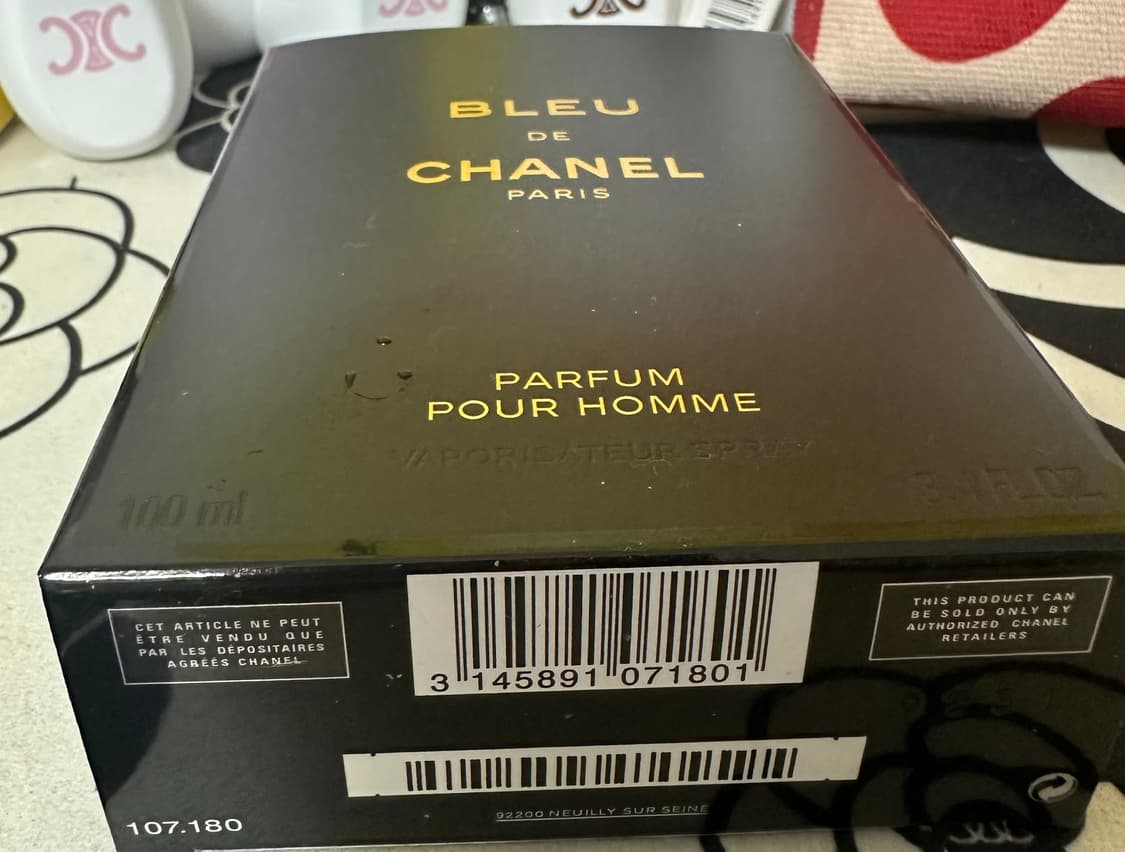 BLEU
DE
CHANEL
PARIS
PARFUM
POUR HOMME
VAPORISATEUR SPRAY
100 ml
3.4 FL. OZ.
CET ARTICLE NE PEUT
ÊTRE VENDU QUE
PAR LES DÉPOSITAIRES
AGRÉÉS CHANEL
3 145891 071801
THIS PRODUCT CAN
BE SOLD ONLY BY
AUTHORIZED CHANEL
RETAILERS
92200 NEUILLY SUR SEINE
107.180